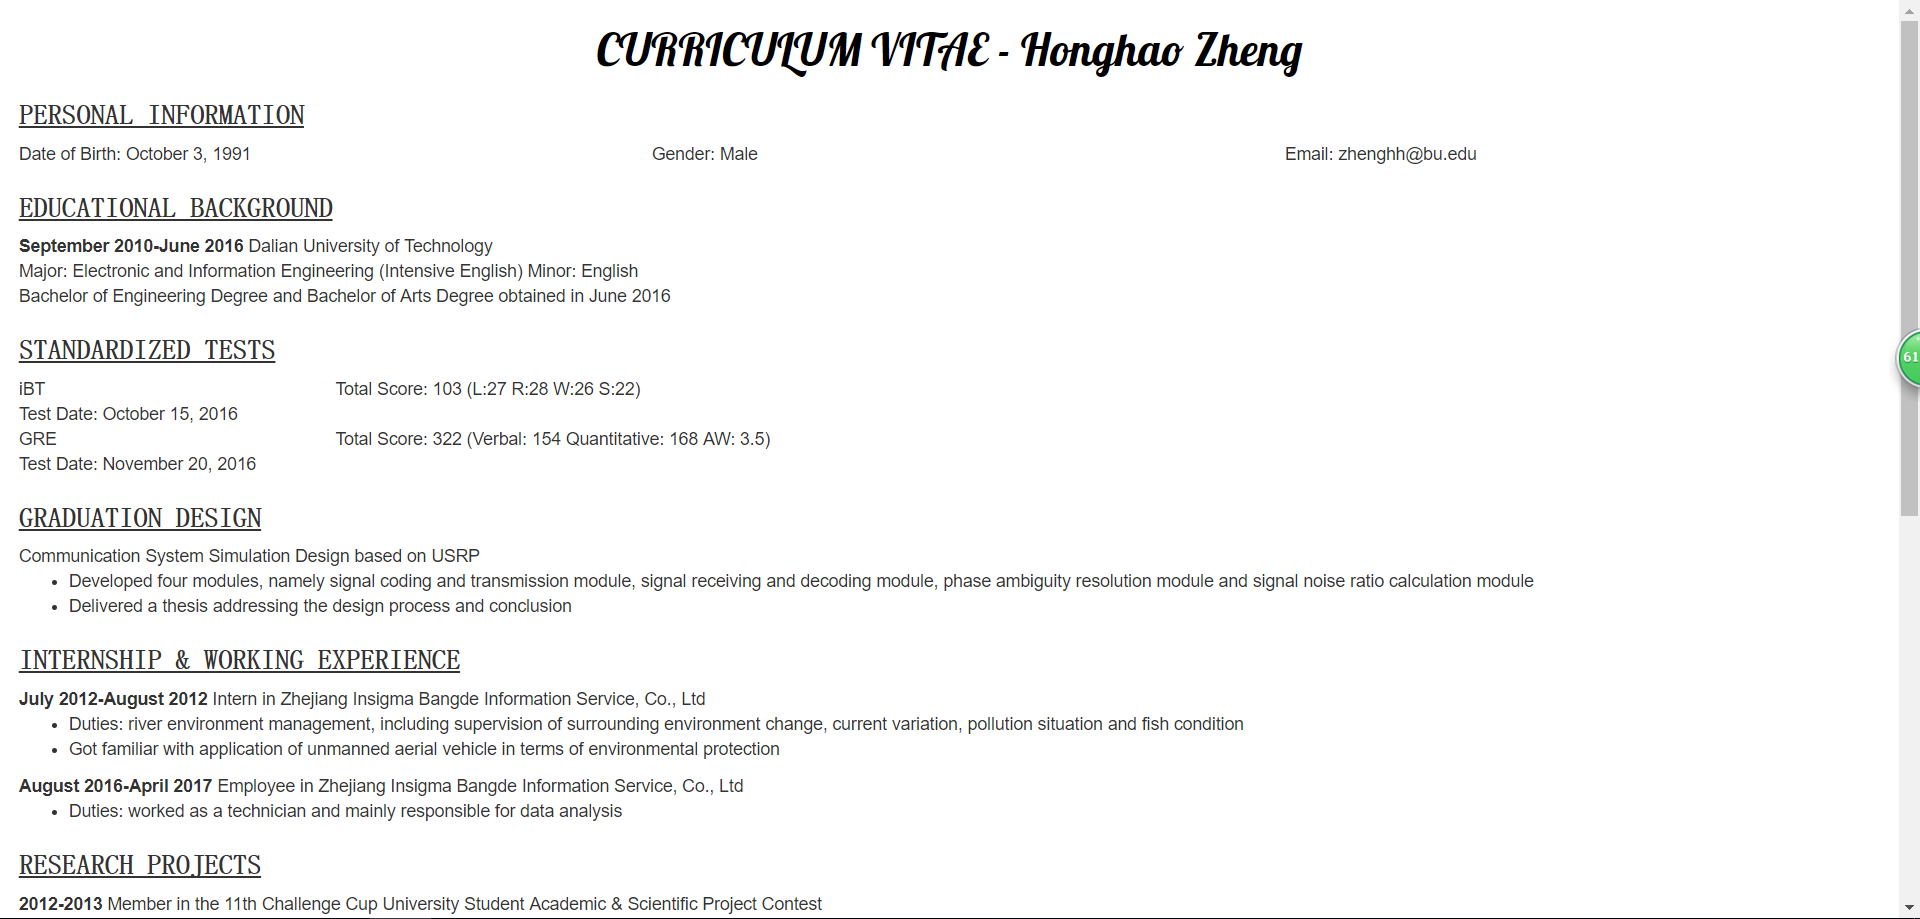 CURRICULUM VITAE - Honghao Zheng
PERSONAL INFORMATION
Date of Birth: October 3, 1991 Gender: Male Email: zhenghh@bu.edu
EDUCATIONAL BACKGROUND
September 2010-June 2016 Dalian University of Technology
Major: Electronic and Information Engineering (Intensive English) Minor: English
Bachelor of Engineering Degree and Bachelor of Arts Degree obtained in June 2016
STANDARDIZED TESTS
iBT Total Score: 103 (L:27 R:28 W:26 S:22)
Test Date: October 15, 2016
GRE Total Score: 322 (Verbal: 154 Quantitative: 168 AW: 3.5)
Test Date: November 20, 2016
GRADUATION DESIGN
Communication System Simulation Design based on USRP
• Developed four modules, namely signal coding and transmission module, signal receiving and decoding module, phase ambiguity resolution module and signal noise ratio calculation module
• Delivered a thesis addressing the design process and conclusion
INTERNSHIP & WORKING EXPERIENCE
July 2012-August 2012 Intern in Zhejiang Insigma Bangde Information Service, Co., Ltd
• Duties: river environment management, including supervision of surrounding environment change, current variation, pollution situation and fish condition
• Got familiar with application of unmanned aerial vehicle in terms of environmental protection
August 2016-April 2017 Employee in Zhejiang Insigma Bangde Information Service, Co., Ltd
• Duties: worked as a technician and mainly responsible for data analysis
RESEARCH PROJECTS
2012-2013 Member in the 11th Challenge Cup University Student Academic & Scientific Project Contest
61